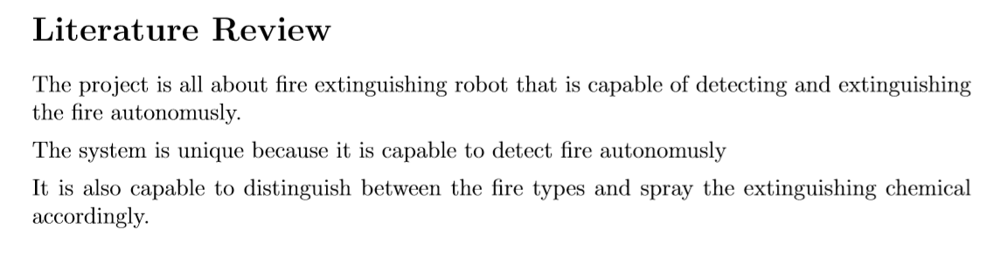 Literature Review
The project is all about fire extinguishing robot that is capable of detecting and extinguishing
the fire autonomusly.
The system is unique because it is capable to detect fire autonomusly
It is also capable to distinguish between the fire types and spray the extinguishing chemical
accordingly.